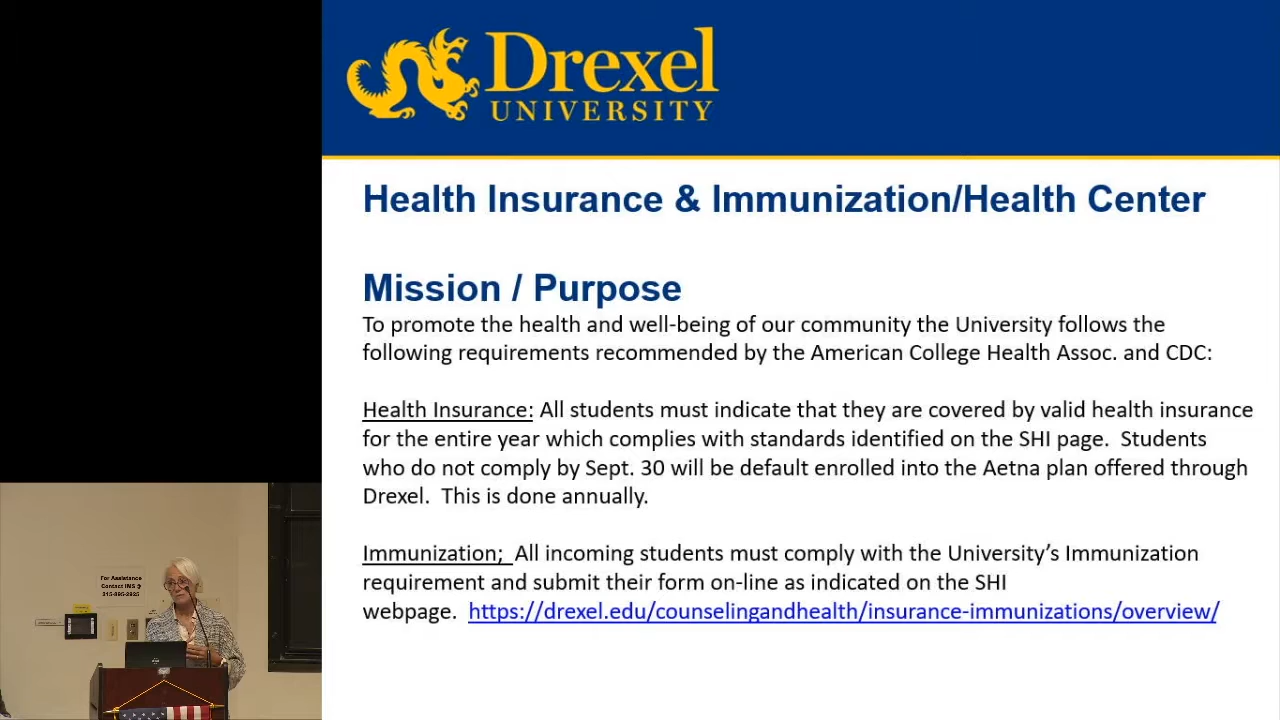 Drexel
UNIVERSITY
Health Insurance & Immunization/Health Center
Mission / Purpose
To promote the health and well-being of our community the University follows the
following requirements recommended by the American College Health Assoc. and CDC:
Health Insurance: All students must indicate that they are covered by valid health insurance
for the entire year which complies with standards identified on the SHI page. Students
who do not comply by Sept. 30 will be default enrolled into the Aetna plan offered through
Drexel. This is done annually.
Immunization; All incoming students must comply with the University's Immunization
requirement and submit their form on-line as indicated on the SHI
webpage. https://drexel.edu/counselingandhealth/insurance-immunizations/overview/
For Assistance
Contact IMS @
215-895-2925